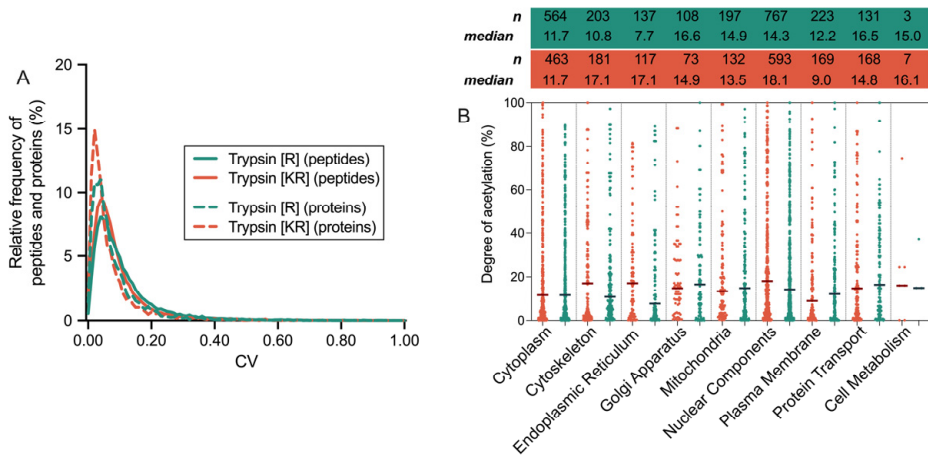 n 564 203 137 108 197 767 223 131 3
median 11.7 10.8 7.7 16.6 14.9 14.3 12.2 16.5 15.0
n 463 181 117 73 132 593 169 168 7
median 11.7 17.1 17.1 14.9 13.5 18.1 9.0 14.8 16.1
A
Relative frequency of
peptides and proteins (%)
20
15
10
5
0
0.00 0.20 0.40 0.60 0.80 1.00
CV
Trypsin [R] (peptides)
Trypsin [KR] (peptides)
Trypsin [R] (proteins)
Trypsin [KR] (proteins)
B
Degree of acetylation (%)
100
80
60
40
20
0
Cytoplasm
Cytoskeleton
Endoplasmic Reticulum
Golgi Apparatus
Mitochondria
Nuclear Components
Plasma Membrane
Protein Transport
Cell Metabolism